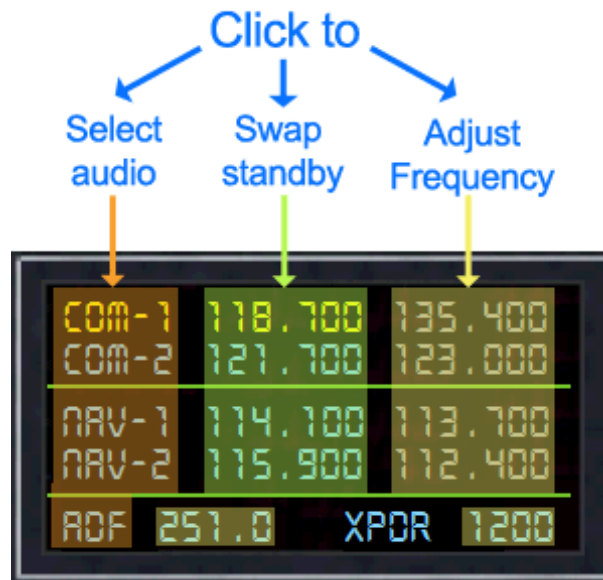 Click to
Select audio
Swap standby
Adjust Frequency
COM-1 118.700 135.400
COM-2 121.700 123.000
NAV-1 114.100 113.700
NAV-2 115.900 112.400
ADF 251.0 XPDR 1200